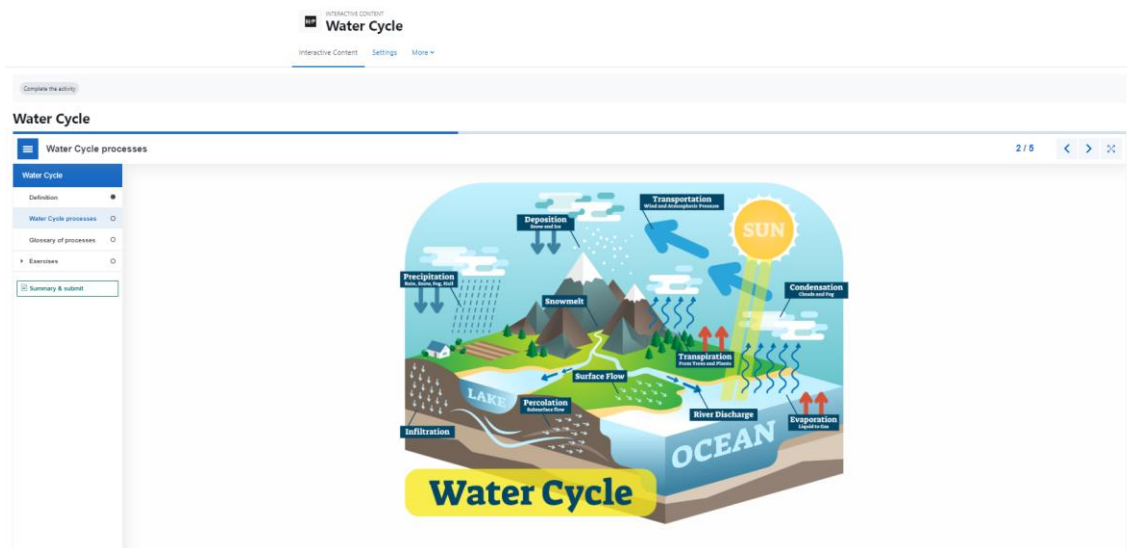 H-P
INTERACTIVE CONTENT
Water Cycle
Interactive Content Settings More
Complete the activity
Water Cycle
Water Cycle processes
2 / 5
Water Cycle
Definition
Water Cycle processes
Glossary of processes
Exercises
Summary & submit
Transportation
Wind and Atmospheric Pressure
SUN
Deposition
Snow and Ice
Precipitation
Rain, Snow, Fog, Hail
Condensation
Clouds and Fog
Snowmelt
Transpiration
From Trees and Plants
Surface Flow
LAKE
Percolation
Subsurface flow
River Discharge
Evaporation
Liquid to Gas
Infiltration
OCEAN
Water Cycle